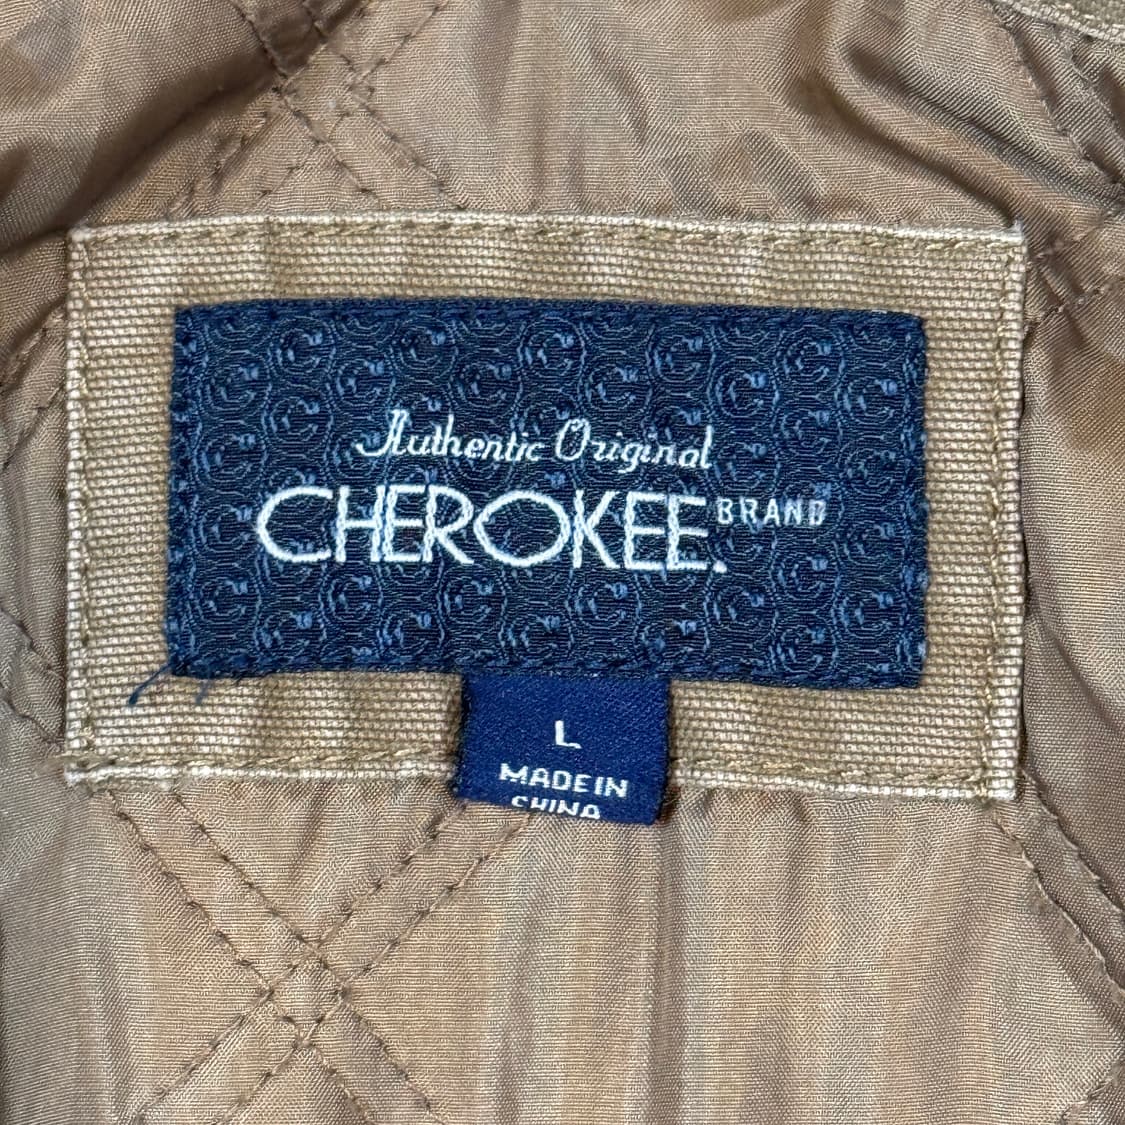 Authentic Original
CHEROKEE. BRAND
L
MADE IN
CHINA